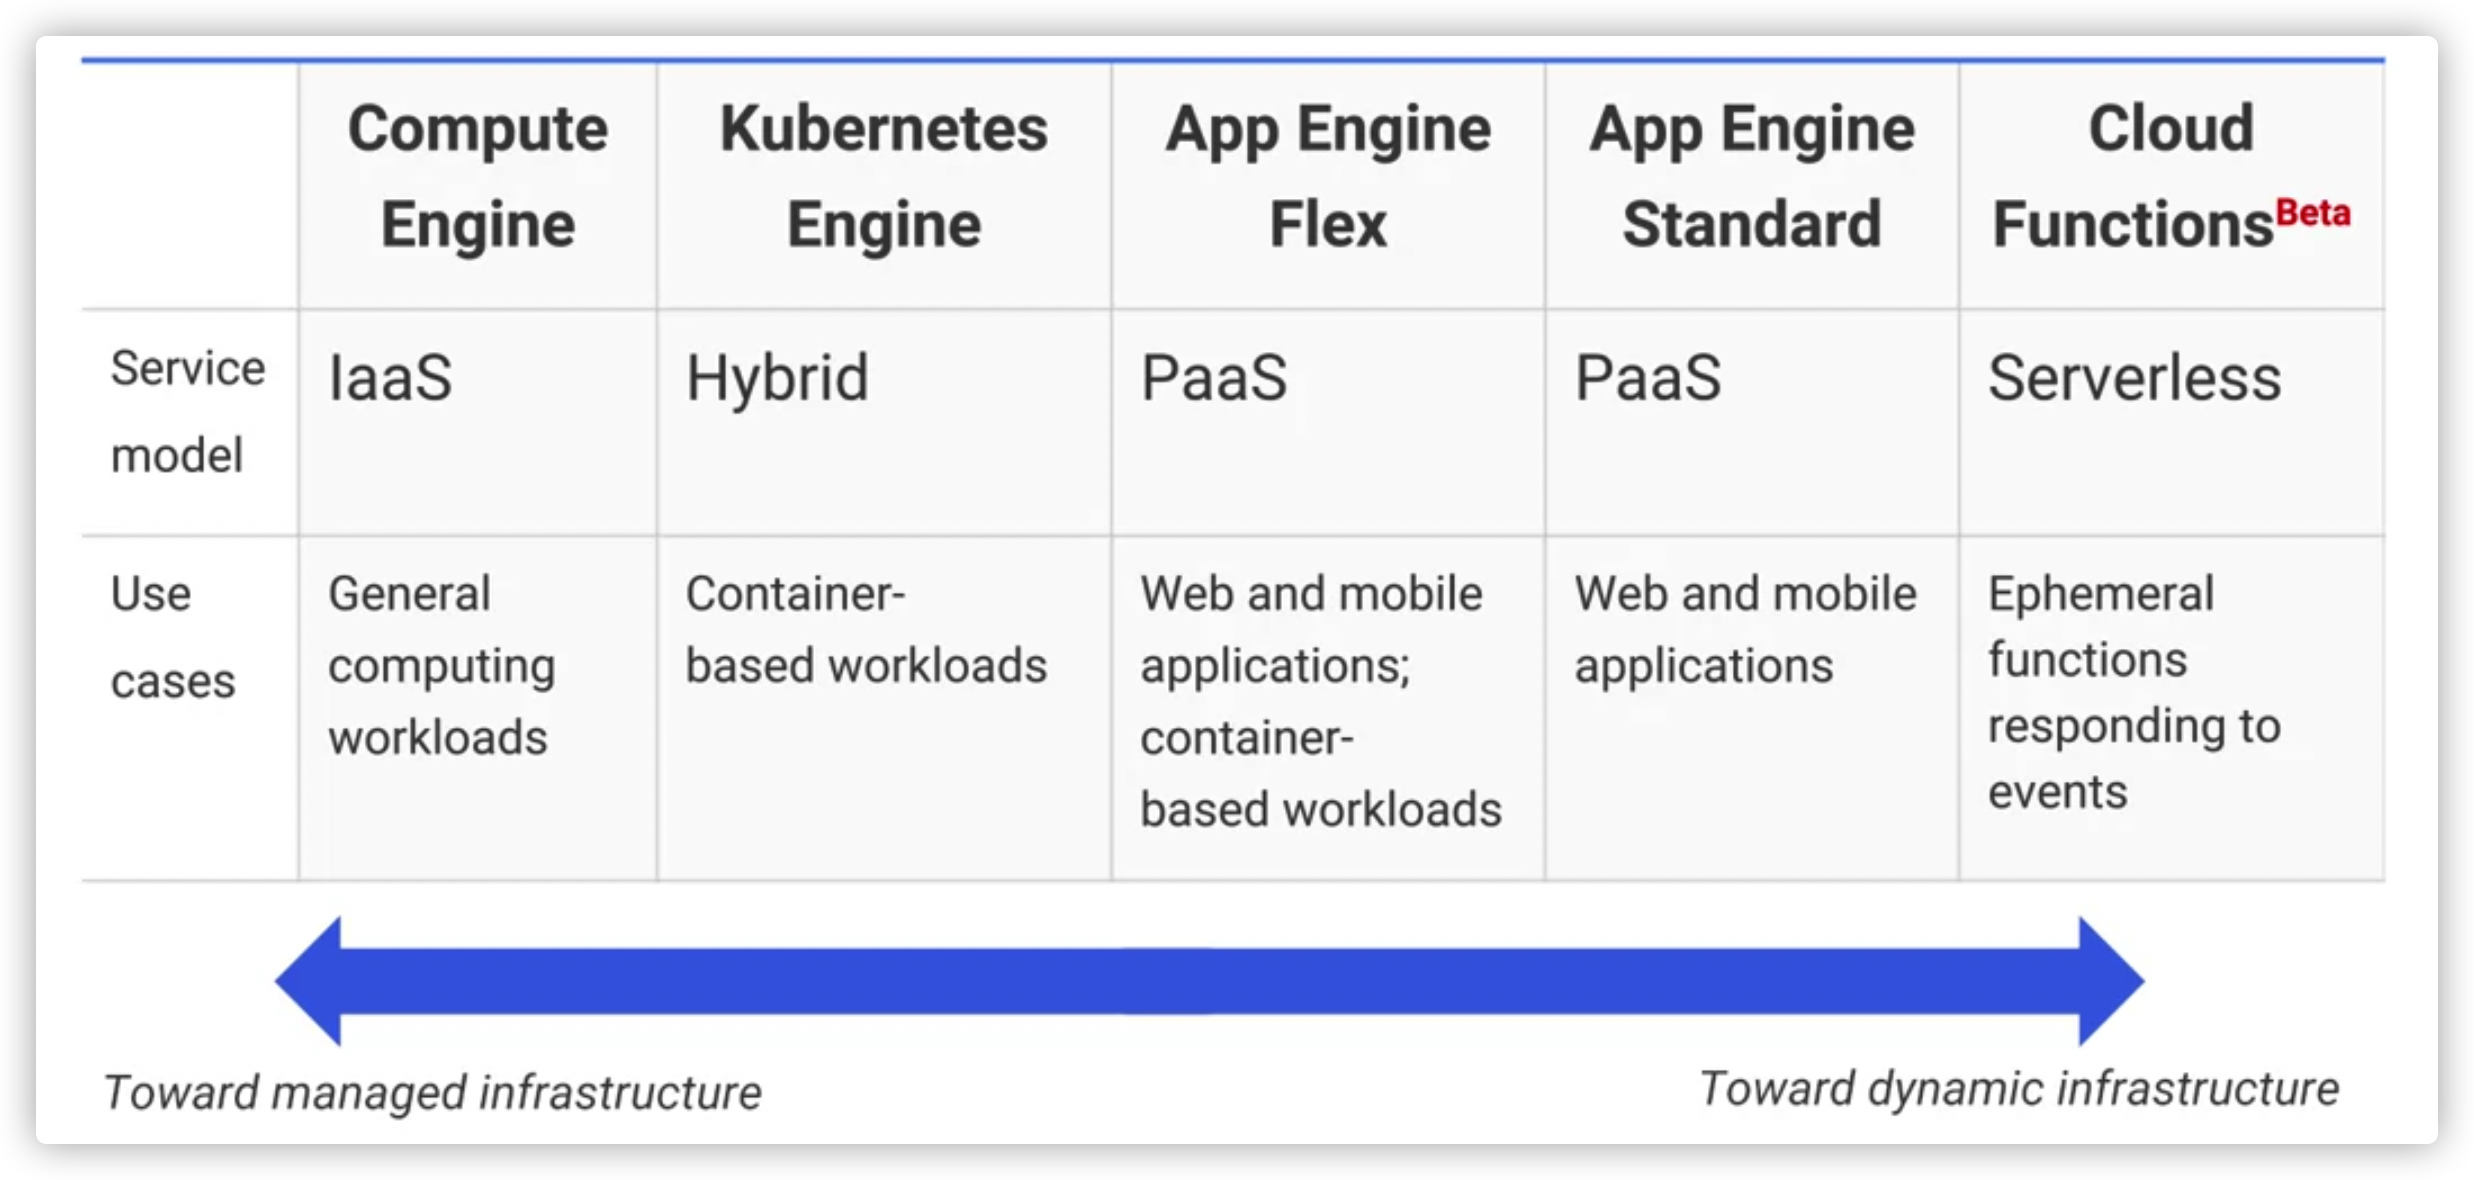 Compute
Engine
Kubernetes
Engine
App Engine
Flex
App Engine
Standard
Cloud
FunctionsBeta
Service
model
IaaS
Hybrid
PaaS
PaaS
Serverless
Use
cases
General
computing
workloads
Container-
based workloads
Web and mobile
applications;
container-
based workloads
Web and mobile
applications
Ephemeral
functions
responding to
events
Toward managed infrastructure
Toward dynamic infrastructure